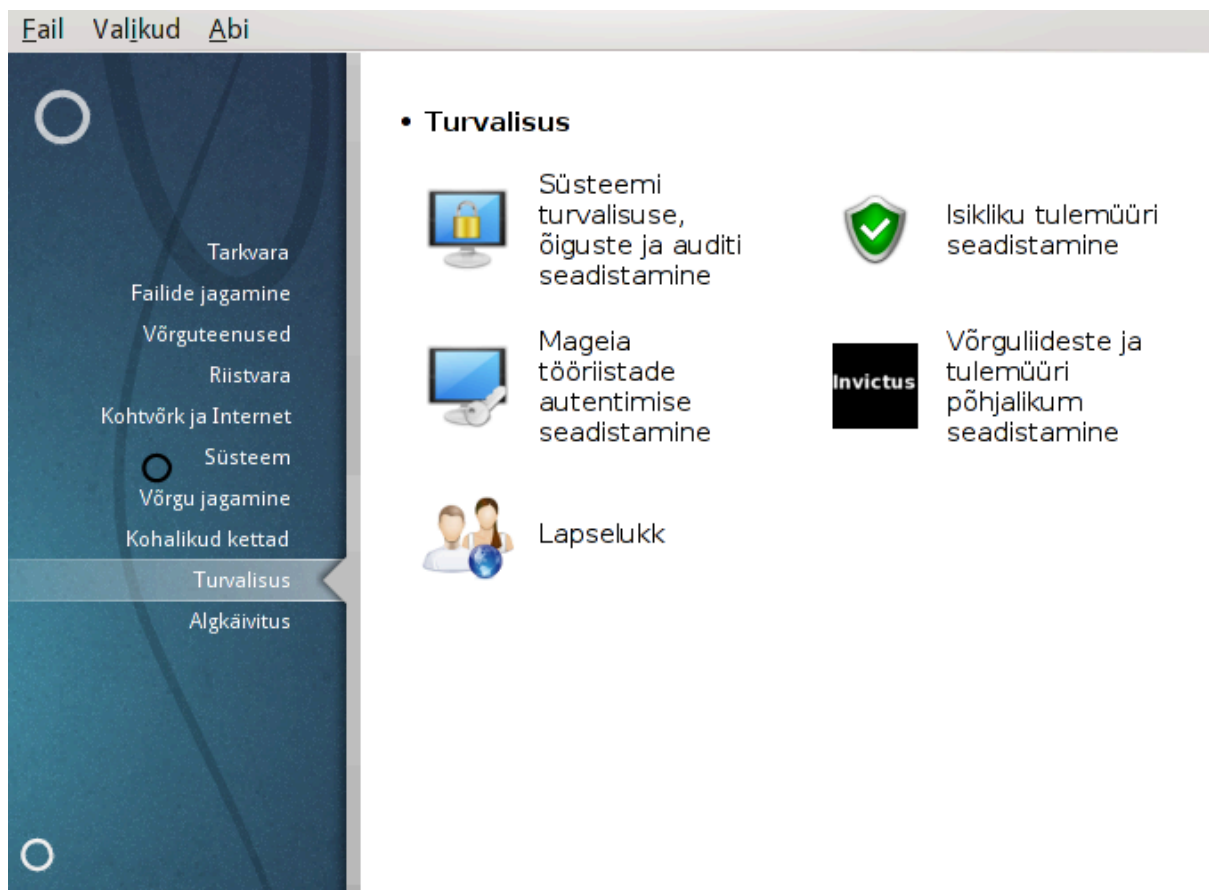 Fail Valikud Abi
Tarkvara
Failide jagamine
Võrguteenused
Riistvara
Kohtvõrk ja Internet
Süsteem
Võrgu jagamine
Kohalikud kettad
Turvalisus
Algkäivitus
• Turvalisus
Süsteemi
turvalisuse,
õiguste ja auditi
seadistamine
Isikliku tulemüüri
seadistamine
Mageia
tööriistade
autentimise
seadistamine
Invictus
Võrguliideste ja
tulemüüri
põhjalikum
seadistamine
Lapselukk